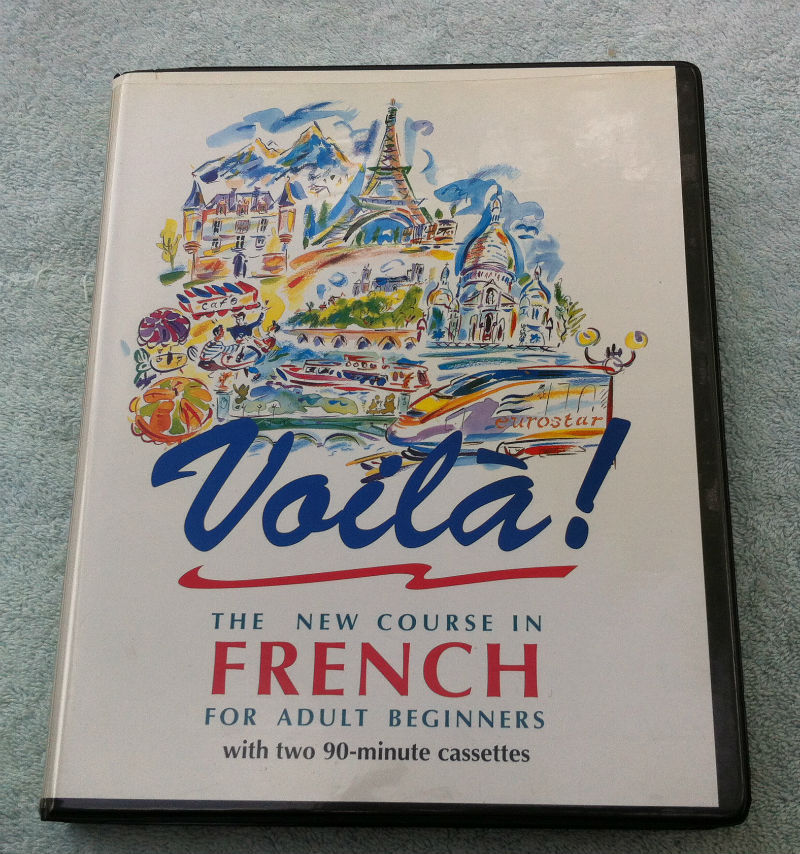 café
eurostar
Voilà!
THE NEW COURSE IN
FRENCH
FOR ADULT BEGINNERS
with two 90-minute cassettes